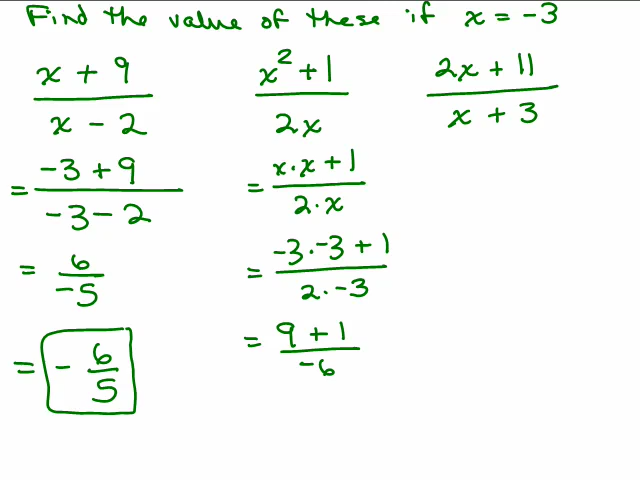 Find the value of these if x = -3
x + 9 / x - 2
= -3 + 9 / -3 - 2
= 6 / -5
= - 6/5
x² + 1 / 2x
= x·x + 1 / 2·x
= -3·-3 + 1 / 2·-3
= 9 + 1 / -6
2x + 11 / x + 3